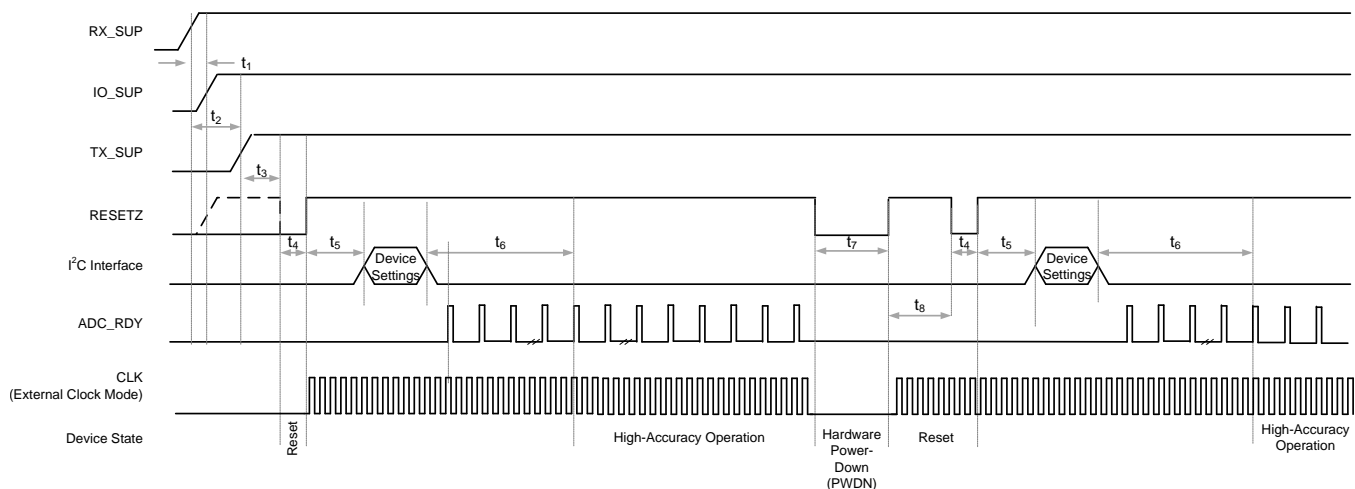 RX_SUP
t1
IO_SUP
t2
TX_SUP
t3
RESETZ
t4
t5
t6
t7
t4
t5
t6
I2C Interface
Device
Settings
Device
Settings
t8
ADC_RDY
CLK
(External Clock Mode)
Device State
Reset
High-Accuracy Operation
Hardware
Power-
Down
(PWDN)
Reset
High-Accuracy
Operation